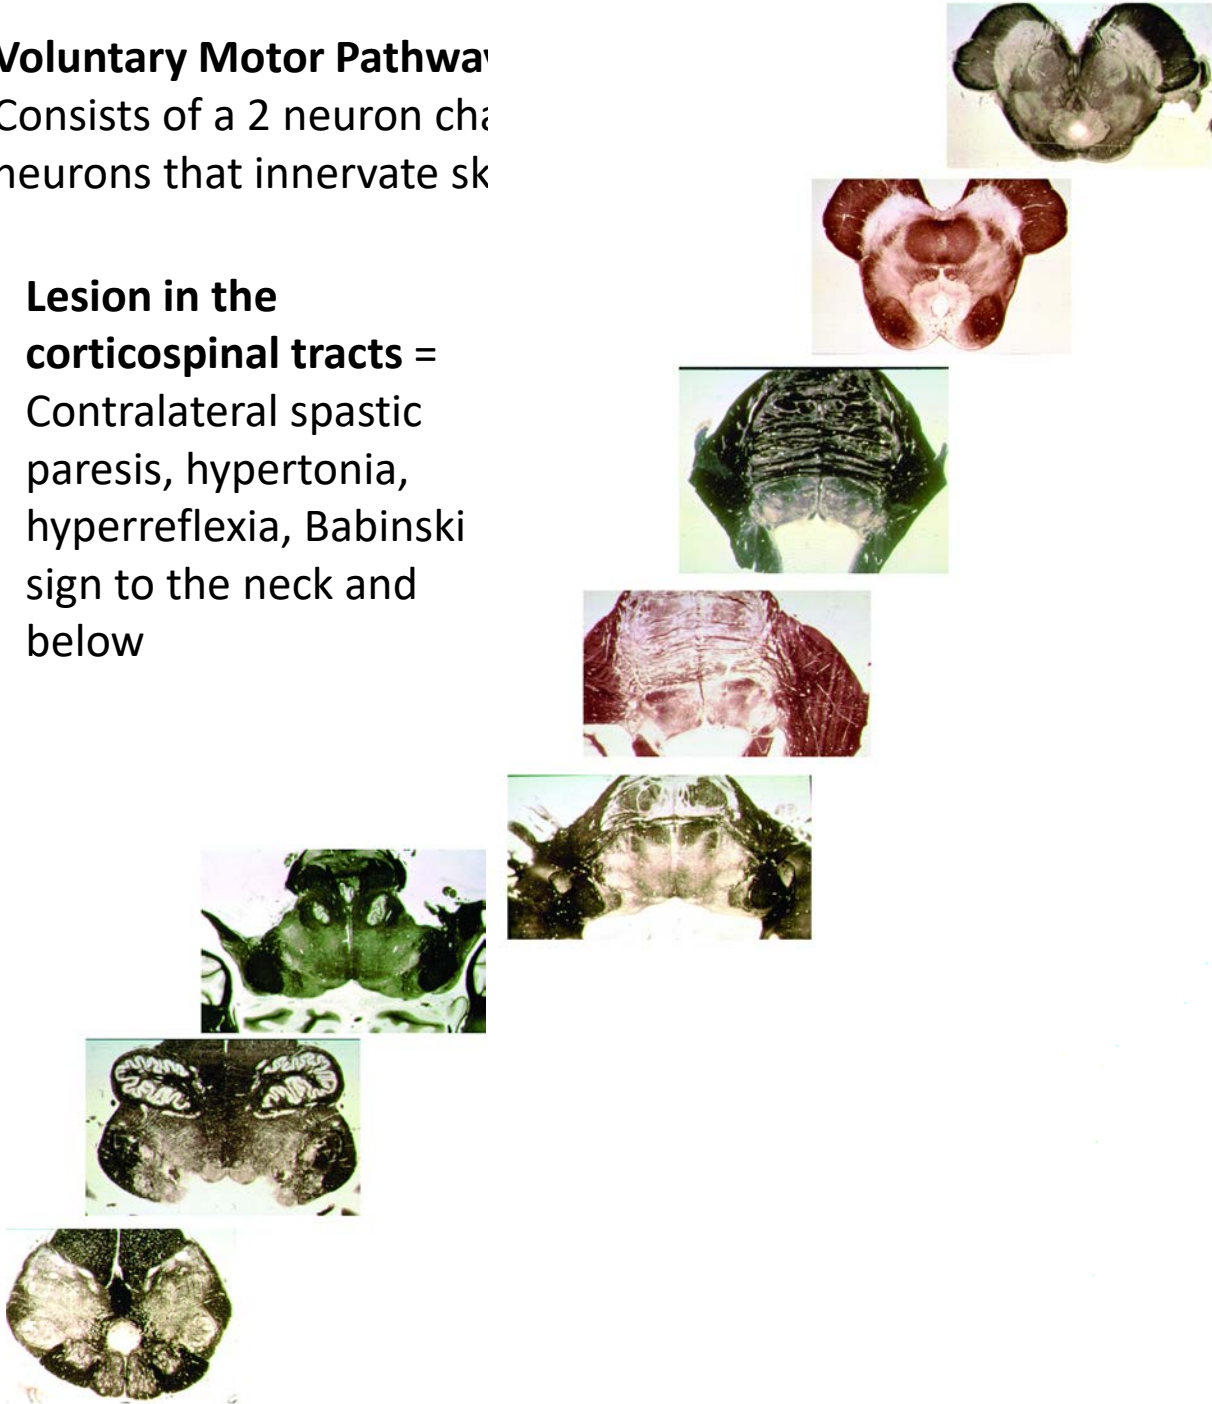 Voluntary Motor Pathway
Consists of a 2 neuron cha
neurons that innervate sk
Lesion in the
corticospinal tracts =
Contralateral spastic
paresis, hypertonia,
hyperreflexia, Babinski
sign to the neck and
below